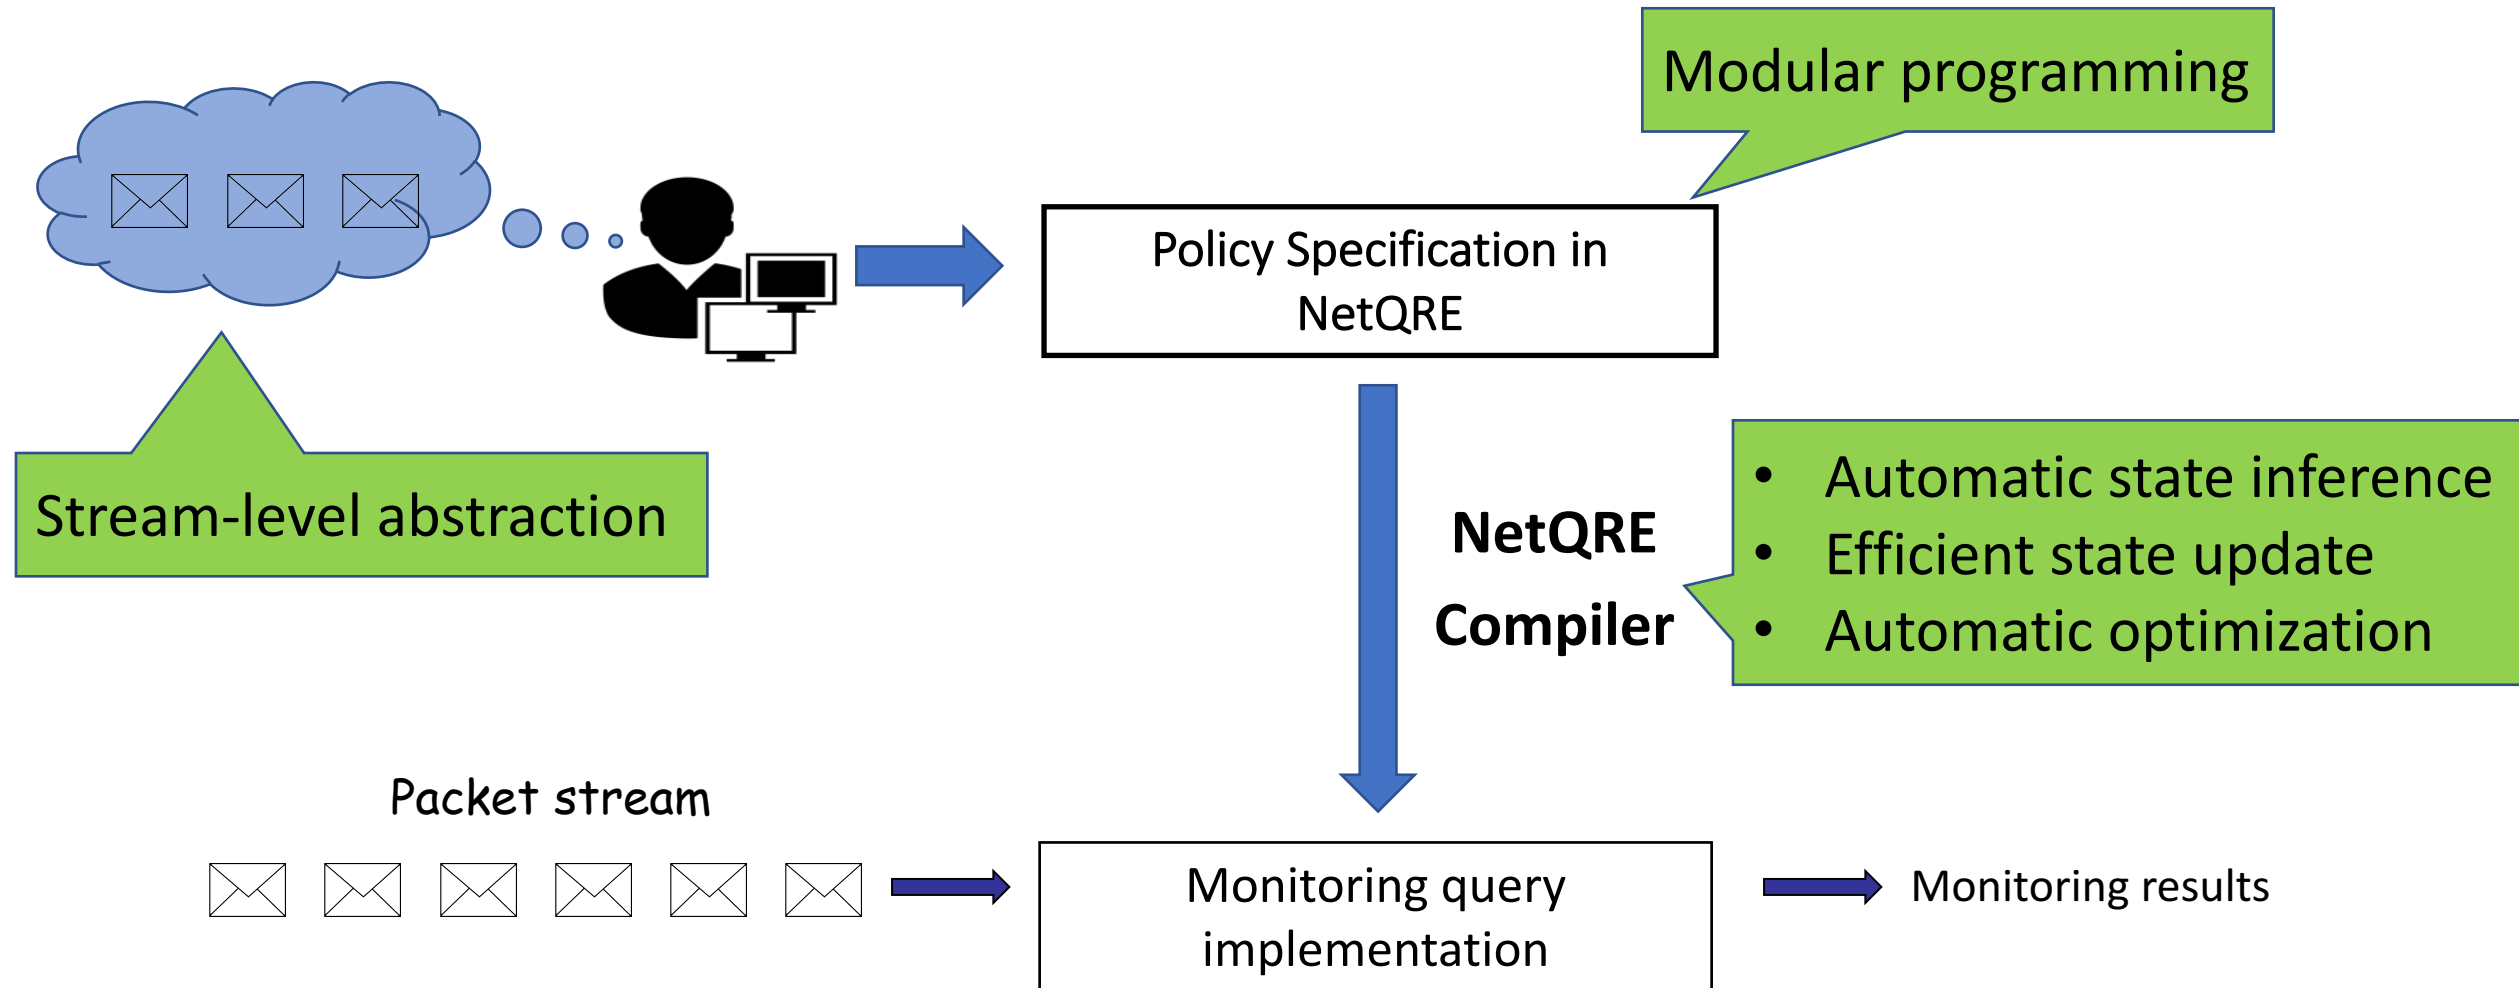 Modular programming
Policy Specification in
NetQRE
Stream-level abstraction
NetQRE
Compiler
• Automatic state inference
• Efficient state update
• Automatic optimization
Packet stream
Monitoring query
implementation
Monitoring results